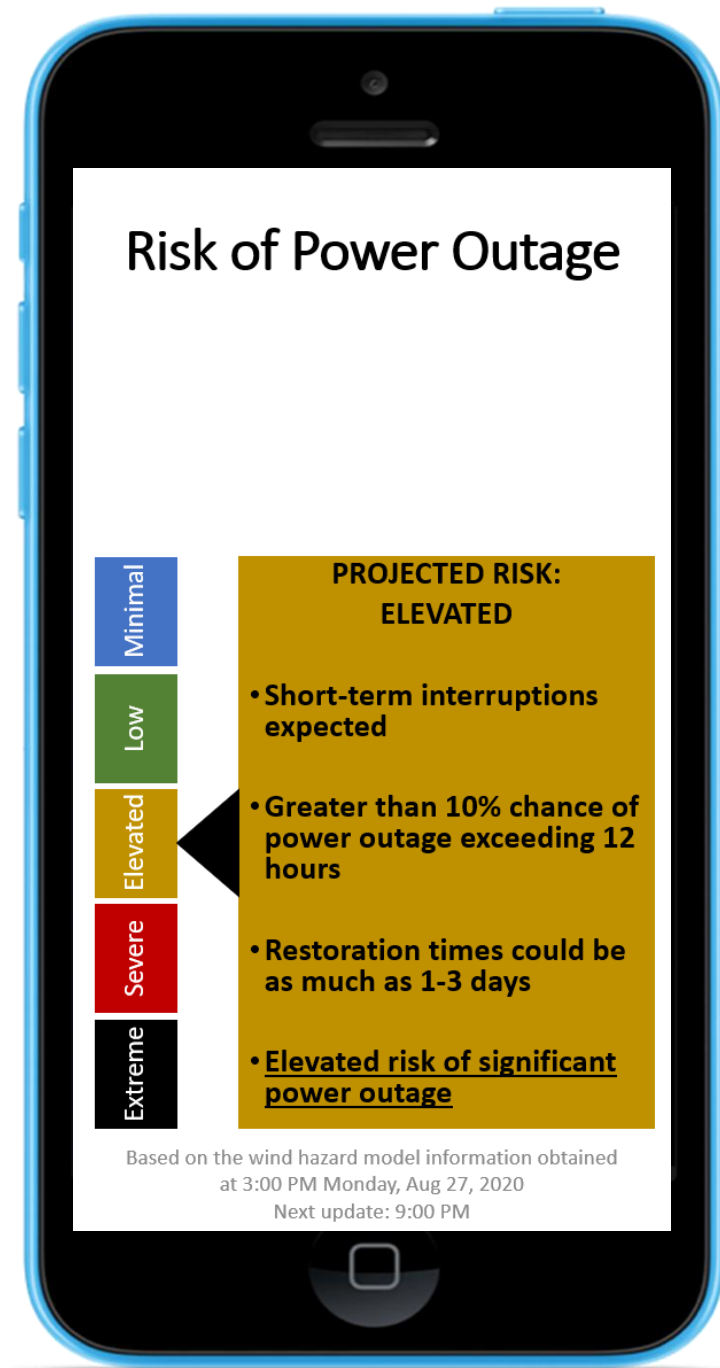 Risk of Power Outage
Minimal
Low
Elevated
Severe
Extreme
PROJECTED RISK:
ELEVATED
• Short-term interruptions
expected
• Greater than 10% chance of
power outage exceeding 12
hours
• Restoration times could be
as much as 1-3 days
• Elevated risk of significant
power outage
Based on the wind hazard model information obtained
at 3:00 PM Monday, Aug 27, 2020
Next update: 9:00 PM